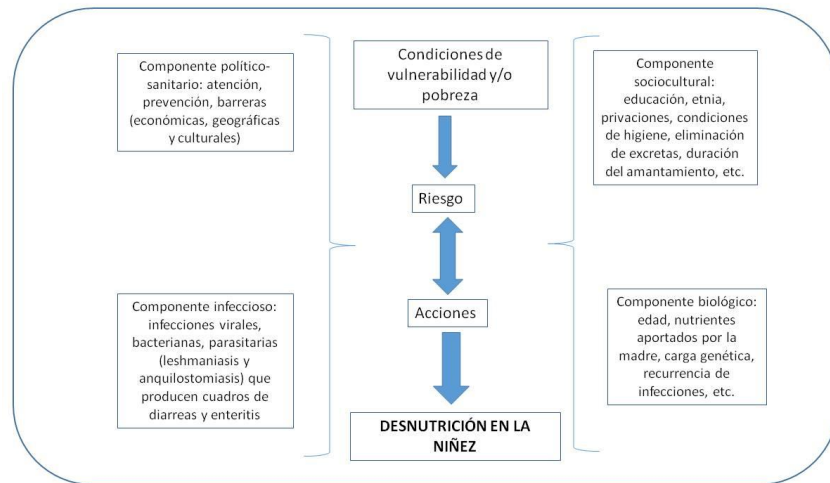 Componente político-
sanitario: atención,
prevención, barreras
(económicas, geográficas
y culturales)
Condiciones de
vulnerabilidad y/o
pobreza
Componente
sociocultural:
educación, etnia,
privaciones, condiciones
de higiene, eliminación
de excretas, duración
del amantamiento, etc.
Riesgo
Acciones
Componente infeccioso:
infecciones virales,
bacterianas, parasitarias
(leshmaniasis y
anquilostomiasis) que
producen cuadros de
diarreas y enteritis
Componente biológico:
edad, nutrientes
aportados por la
madre, carga genética,
recurrencia de
infecciones, etc.
DESNUTRICIÓN EN LA
NIÑEZ